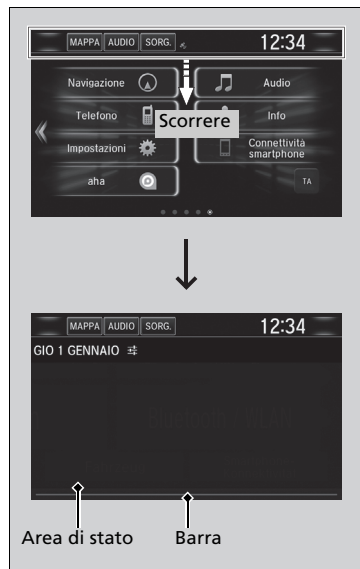 MAPPA AUDIO SORG. 12:34
Navigazione Audio
Telefono Info
Scorrere
Impostazioni Connettività
smartphone
aha TA
MAPPA AUDIO SORG. 12:34
GIO 1 GENNAIO
Area di stato Barra